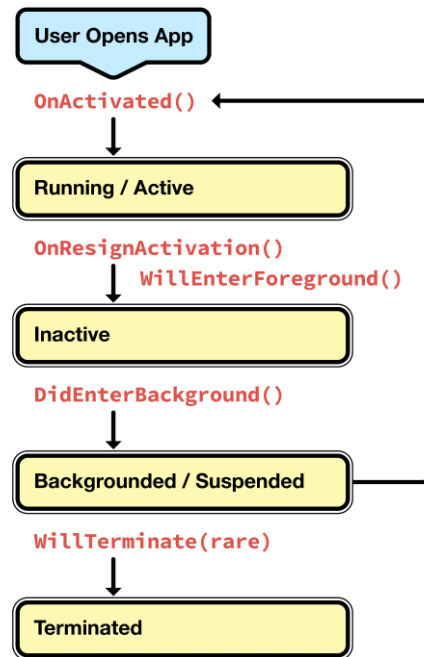 User Opens App
OnActivated()
Running / Active
OnResignActivation()
WillEnterForeground()
Inactive
DidEnterBackground()
Backgrounded / Suspended
WillTerminate(rare)
Terminated